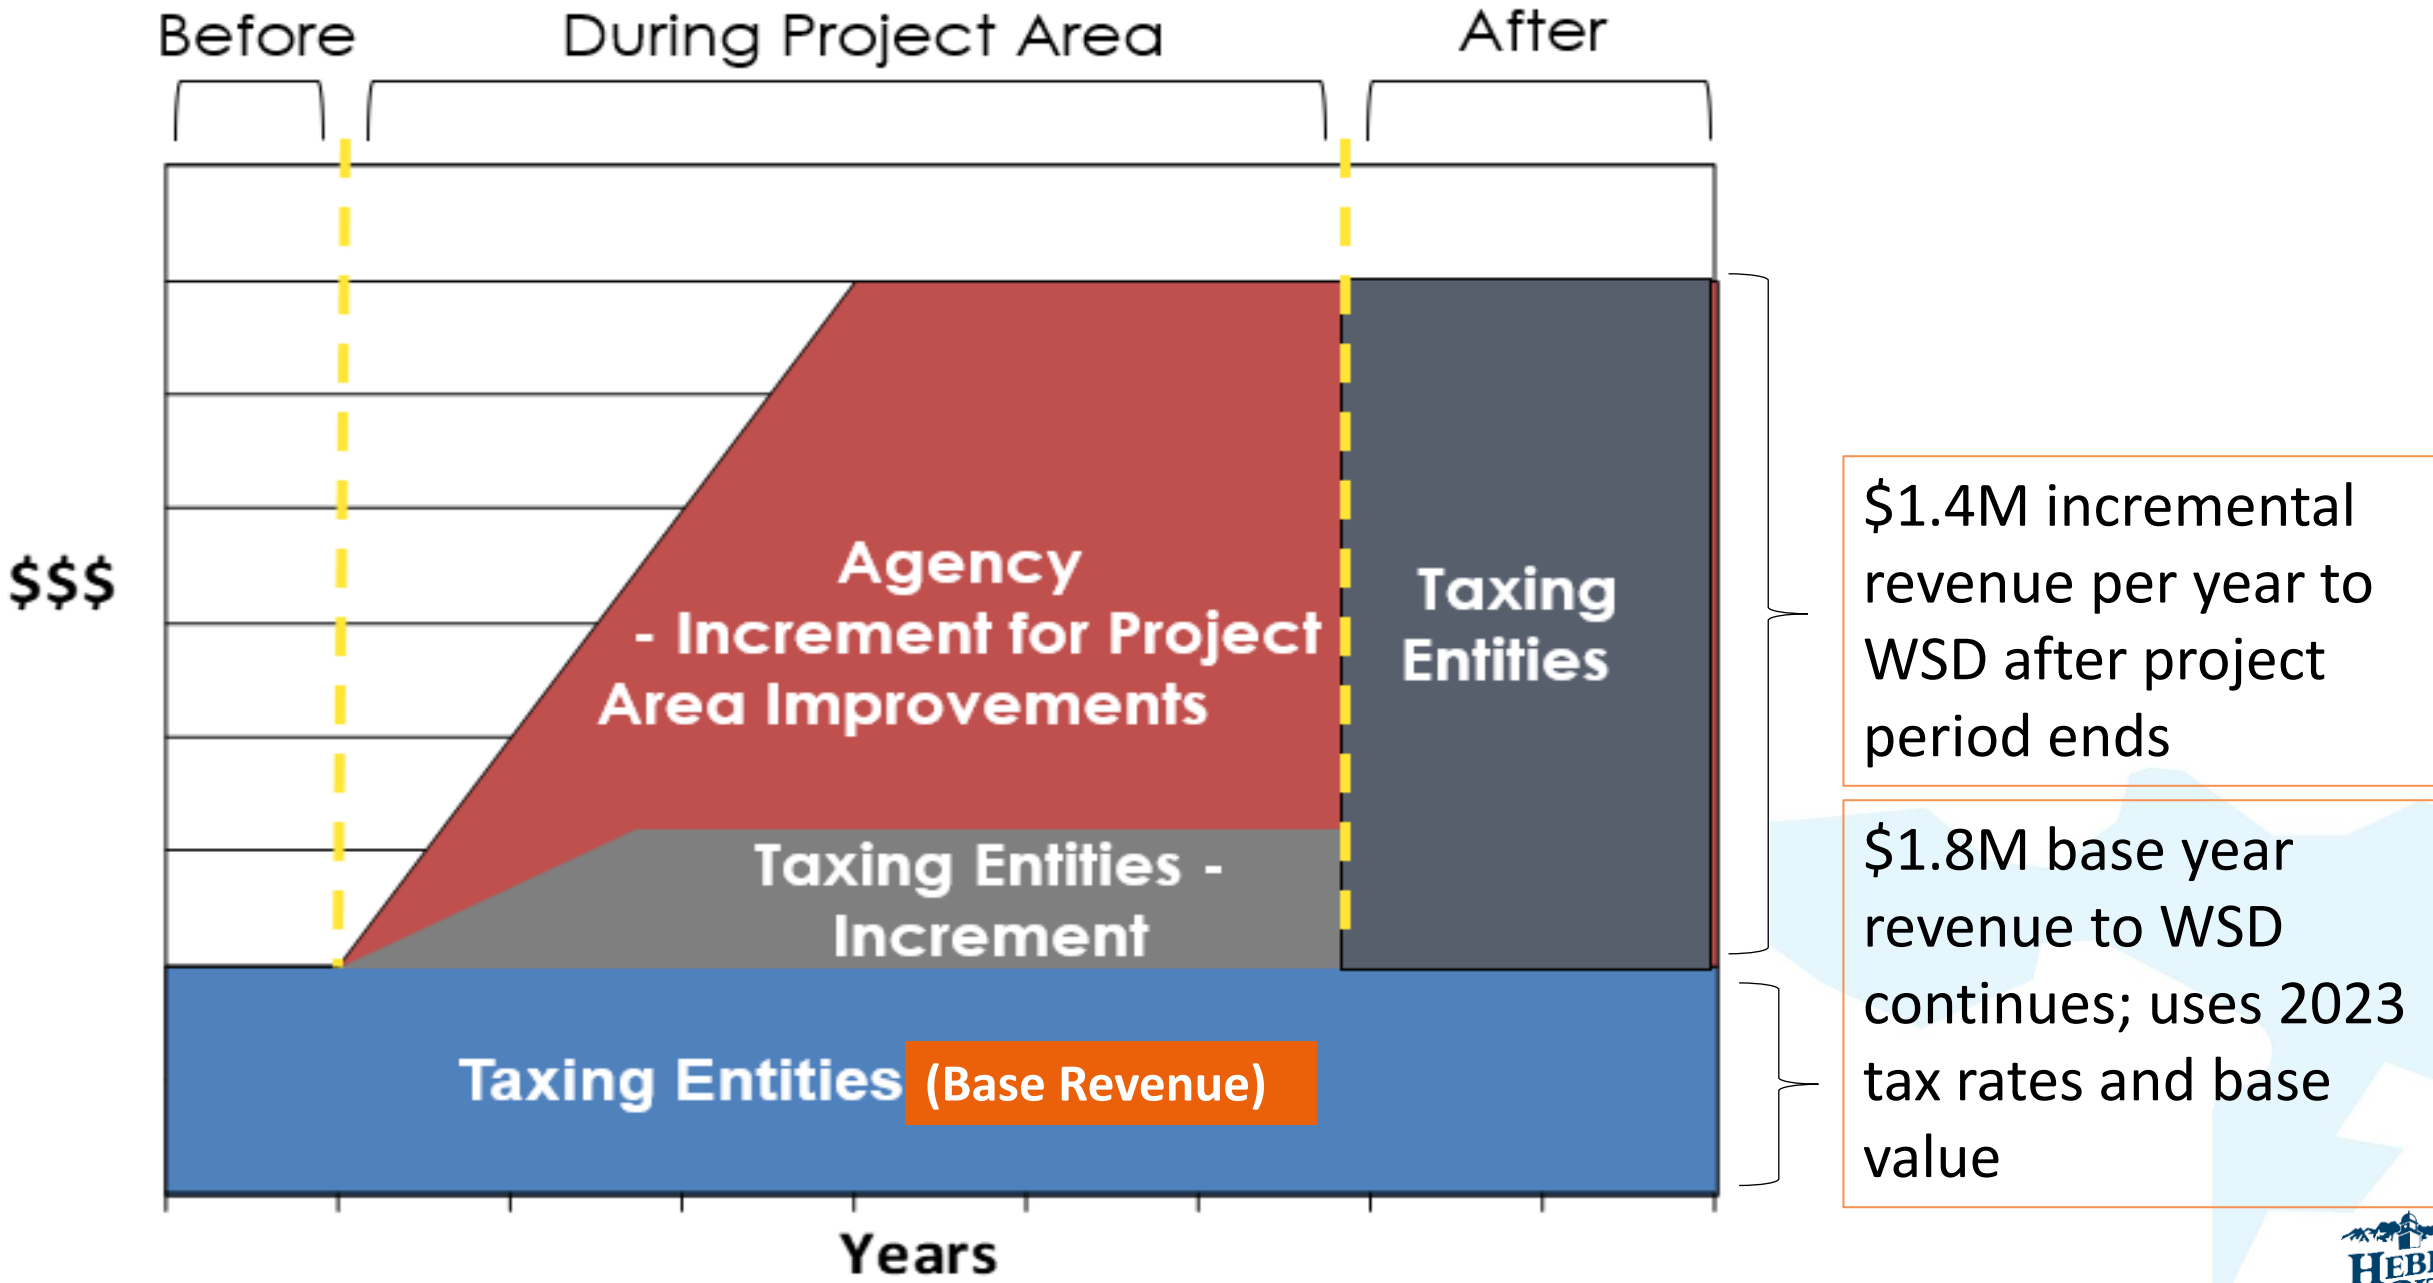 Before
During Project Area
After
$$$
Agency
- Increment for Project
Area Improvements
Taxing
Entities
Taxing Entities -
Increment
Taxing Entities (Base Revenue)
Years
$1.4M incremental
revenue per year to
WSD after project
period ends
$1.8M base year
revenue to WSD
continues; uses 2023
tax rates and base
value